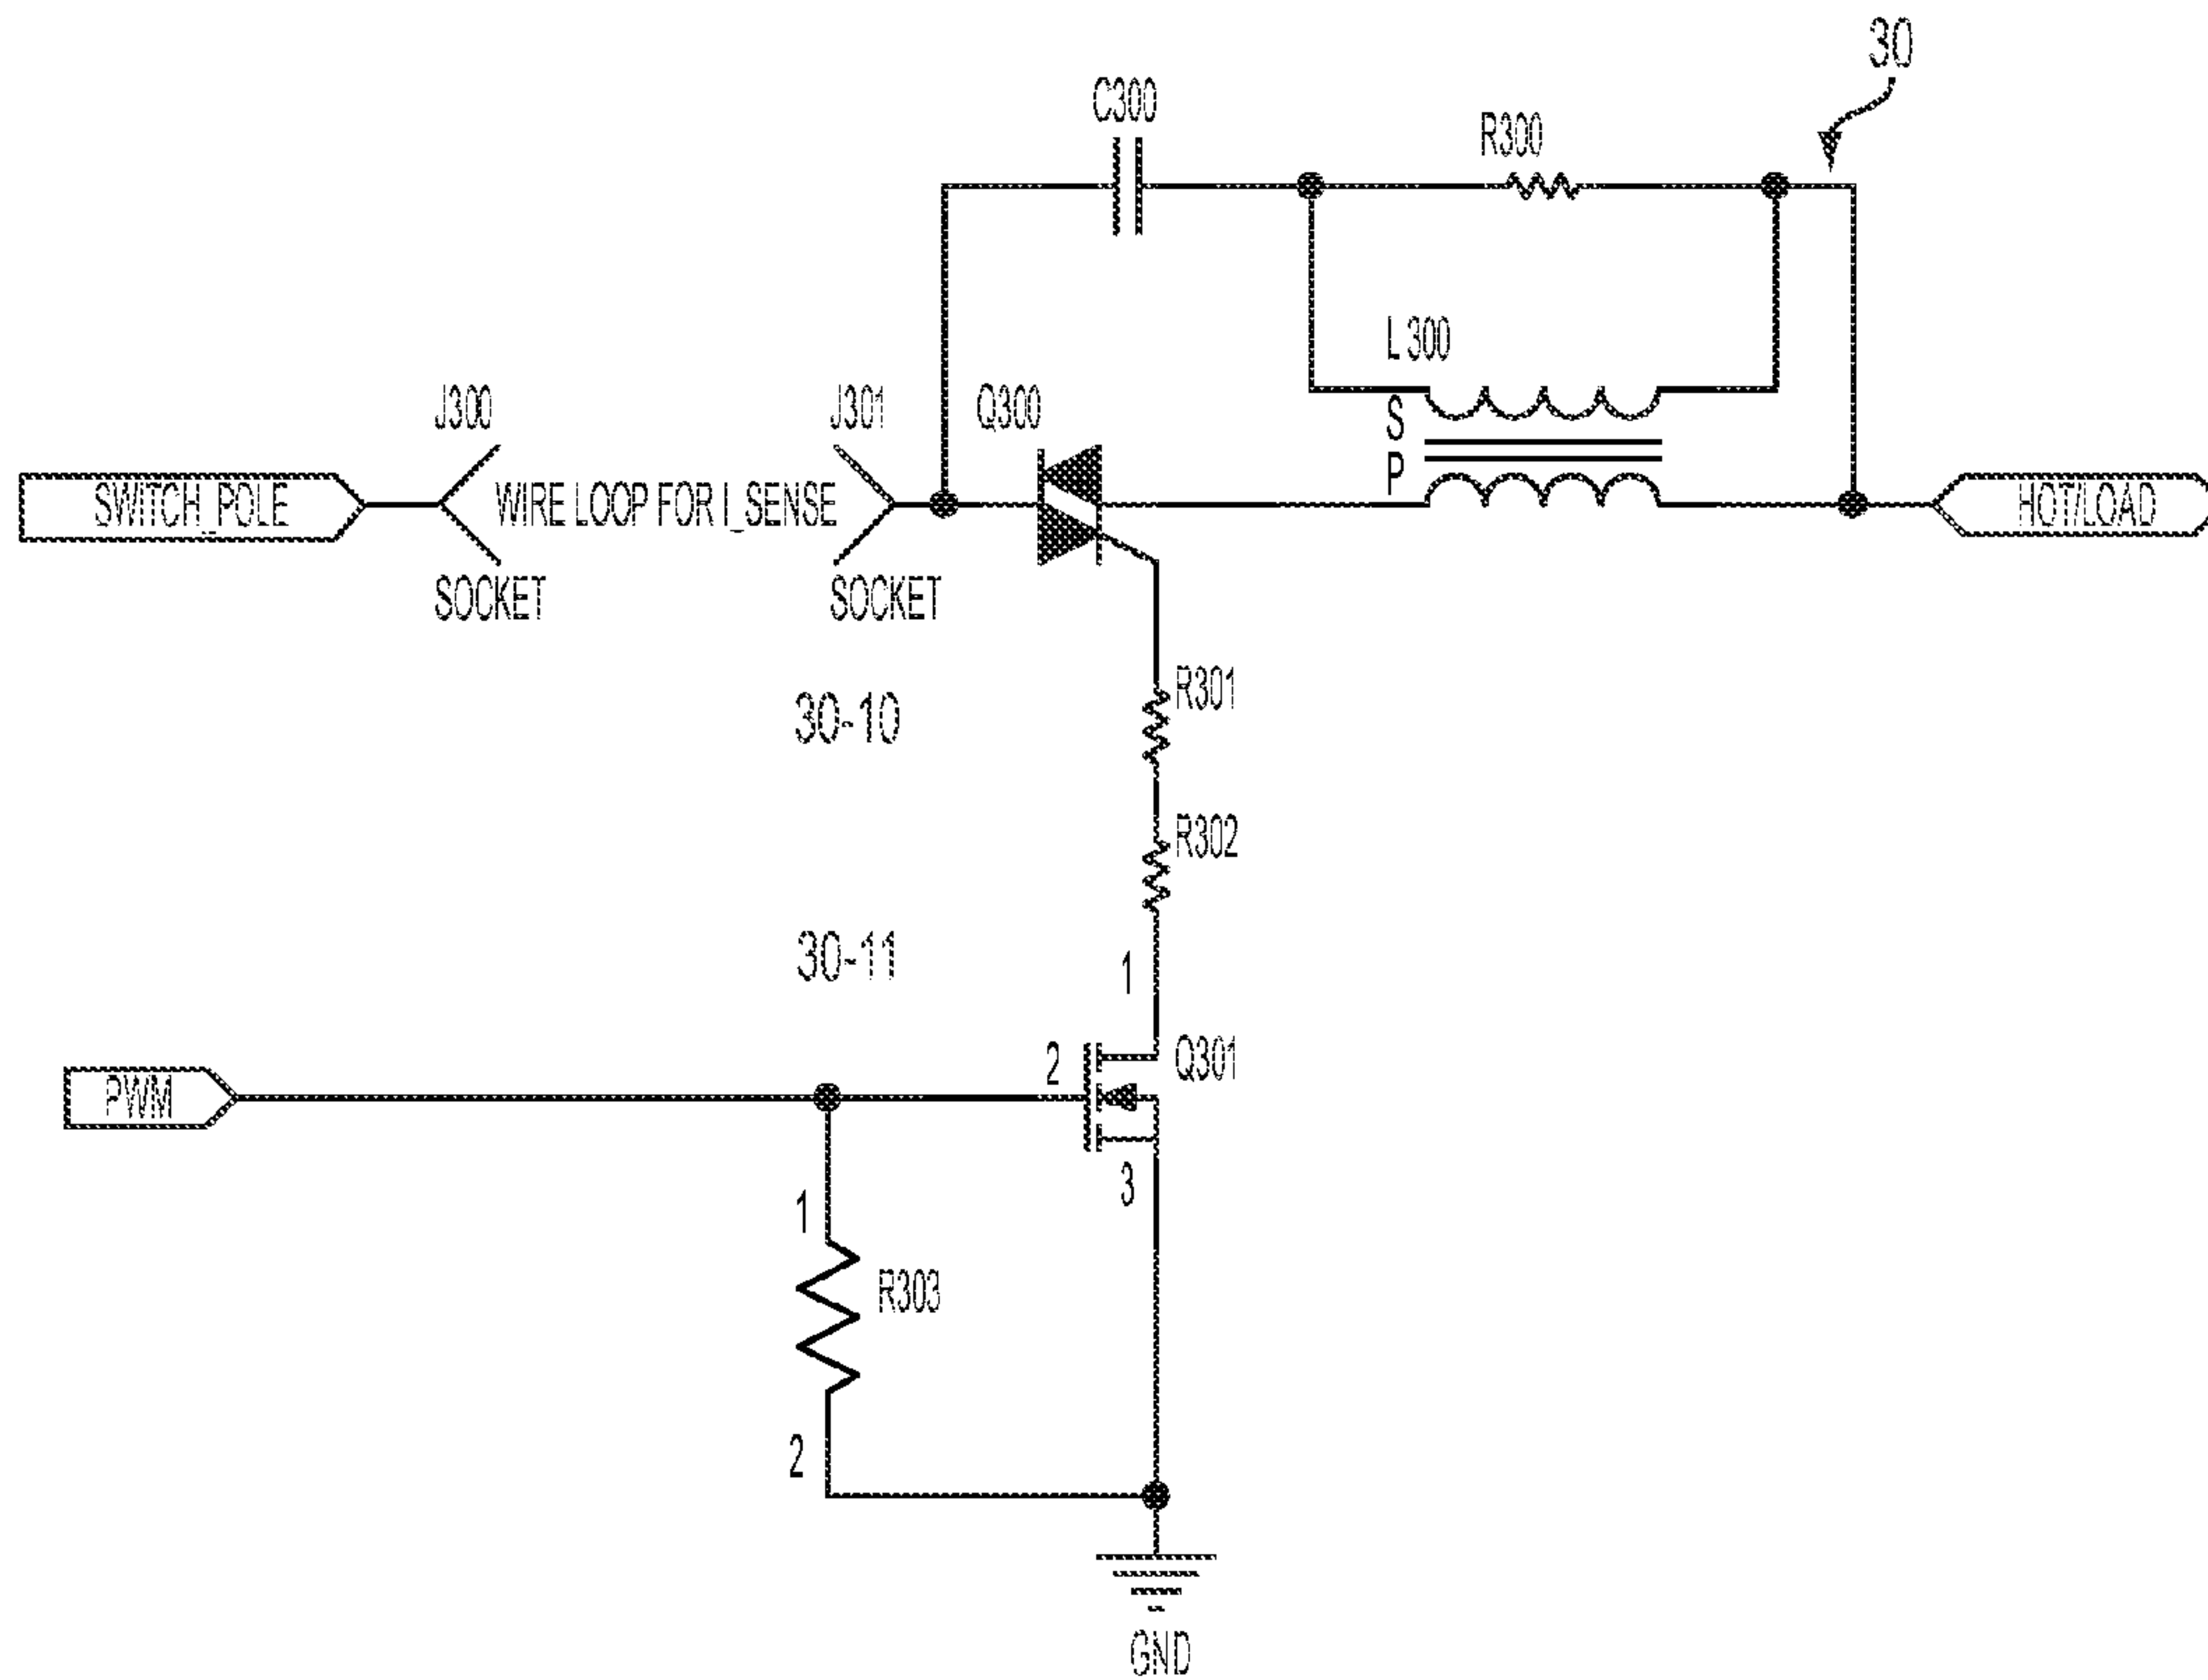 30
C300
R300
L 300
J300
J301
Q300
S
P
SWITCH_POLE
WIRE LOOP FOR I_SENSE
HOT/LOAD
SOCKET
SOCKET
R301
30-10
R302
30-11
1
2
Q301
PWM
3
1
R303
2
GND